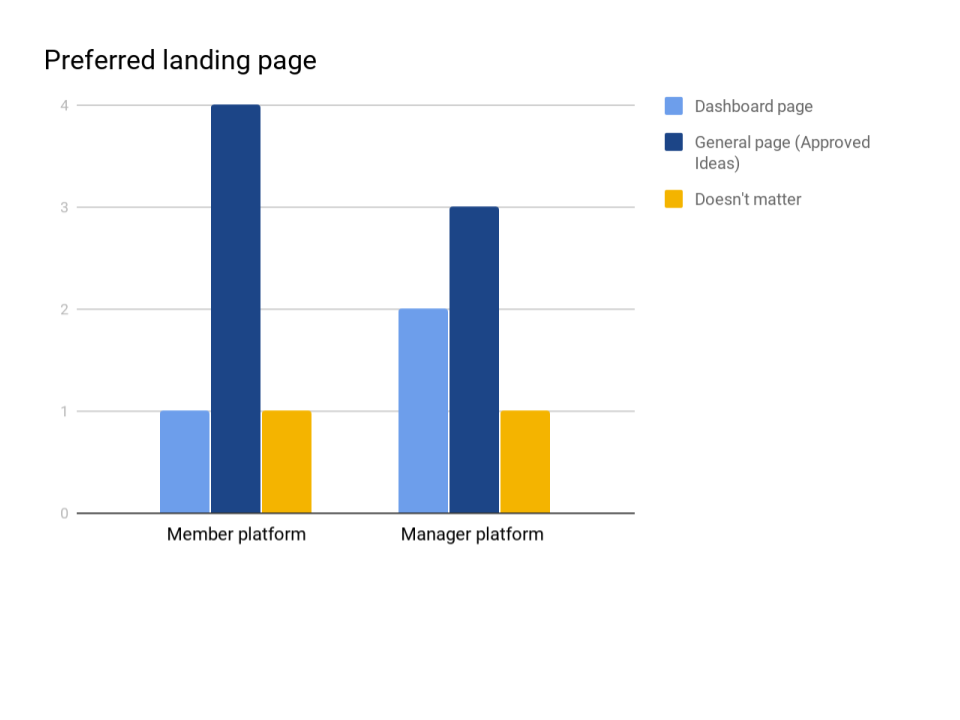 Preferred landing page
4
3
2
1
0
Member platform
Manager platform
Dashboard page
General page (Approved
Ideas)
Doesn't matter